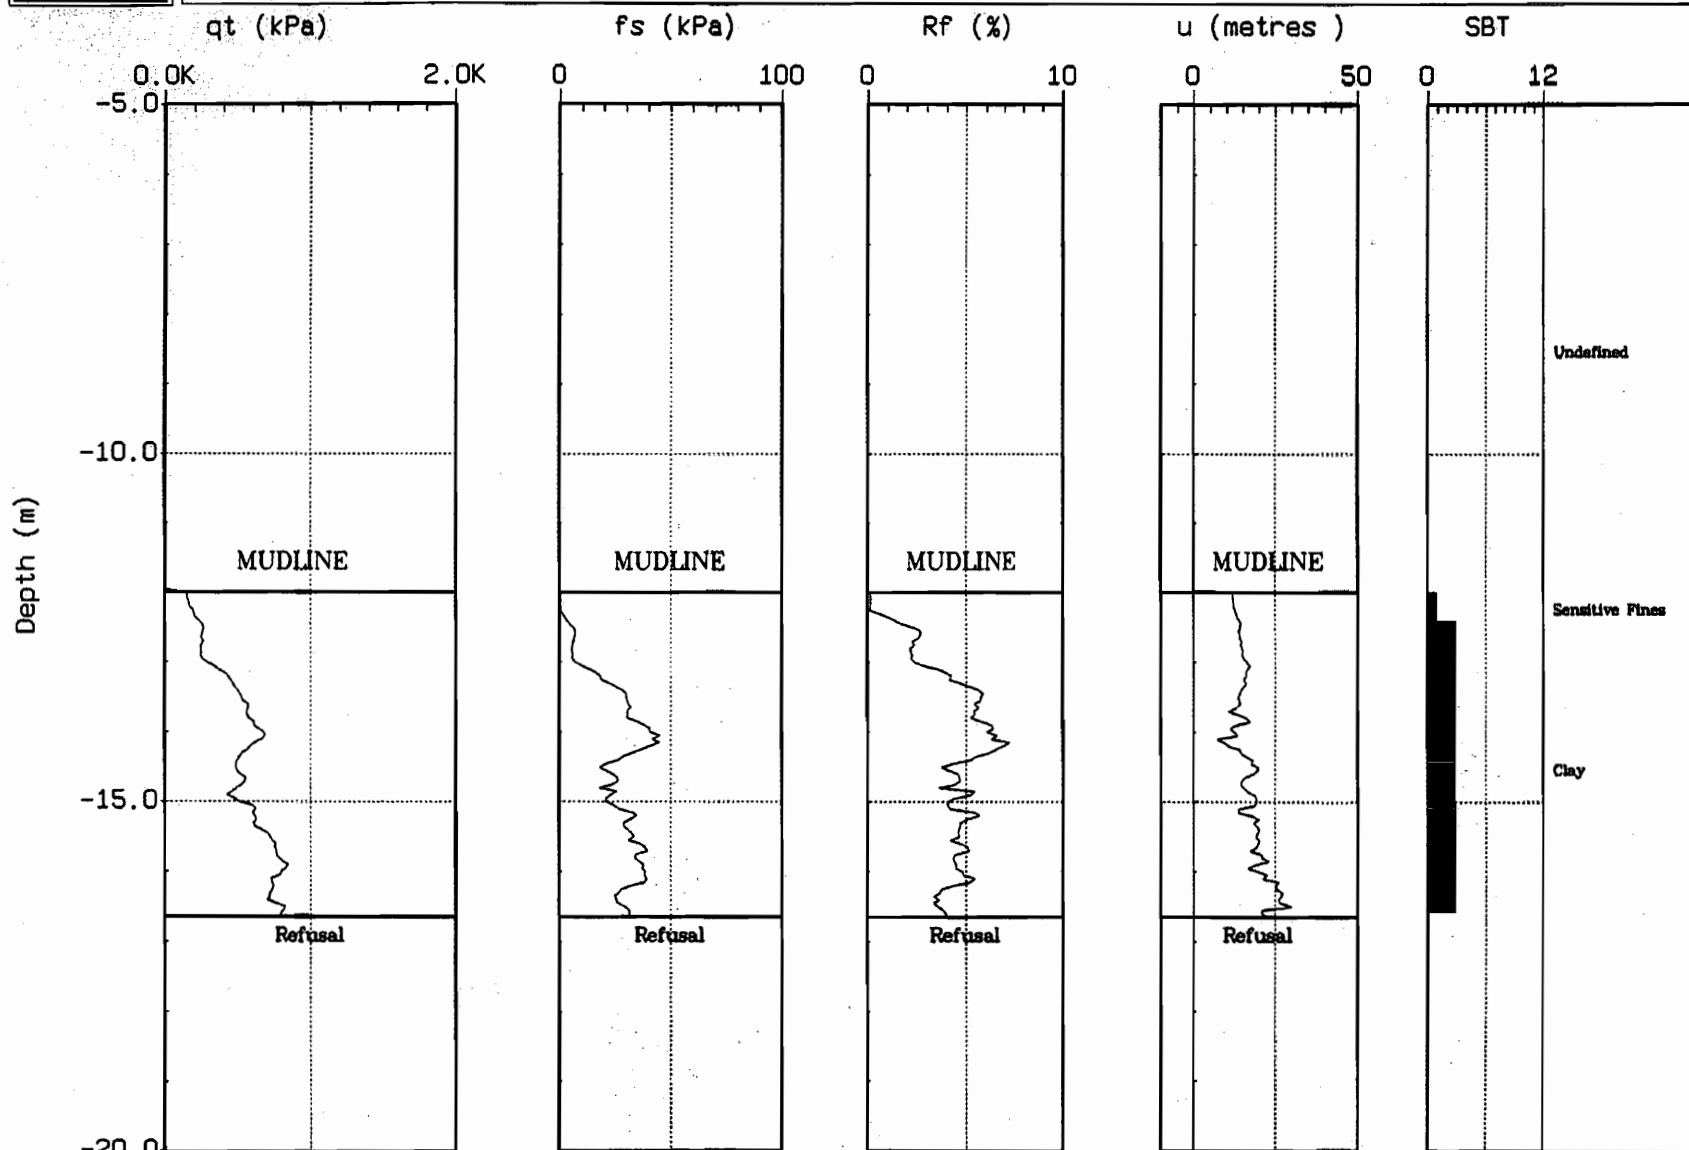 qt (kPa) fs (kPa) Rf (%) u (metres ) SBT
0.0K 2.0K 0 100 0 10 0 50 0 12
-5.0
Undefined
-10.0
Depth (m)
MUDLINE MUDLINE MUDLINE MUDLINE
Sensitive Fines
Clay
-15.0
Refusal Refusal Refusal Refusal
-20.0